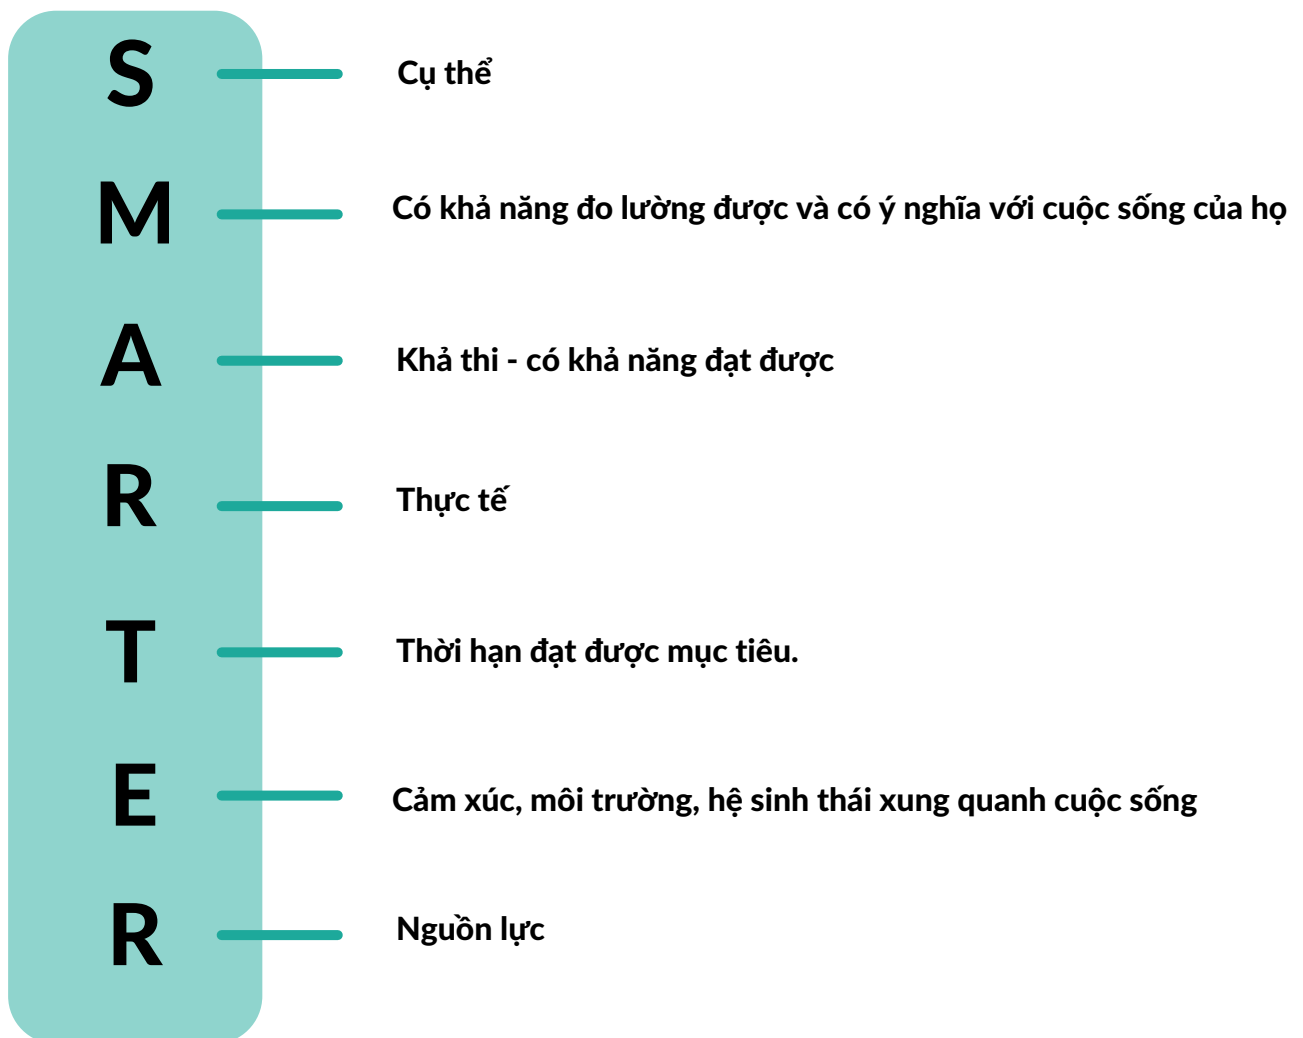 S Cụ thể
M Có khả năng đo lường được và có ý nghĩa với cuộc sống của họ
A Khả thi - có khả năng đạt được
R Thực tế
T Thời hạn đạt được mục tiêu.
E Cảm xúc, môi trường, hệ sinh thái xung quanh cuộc sống
R Nguồn lực